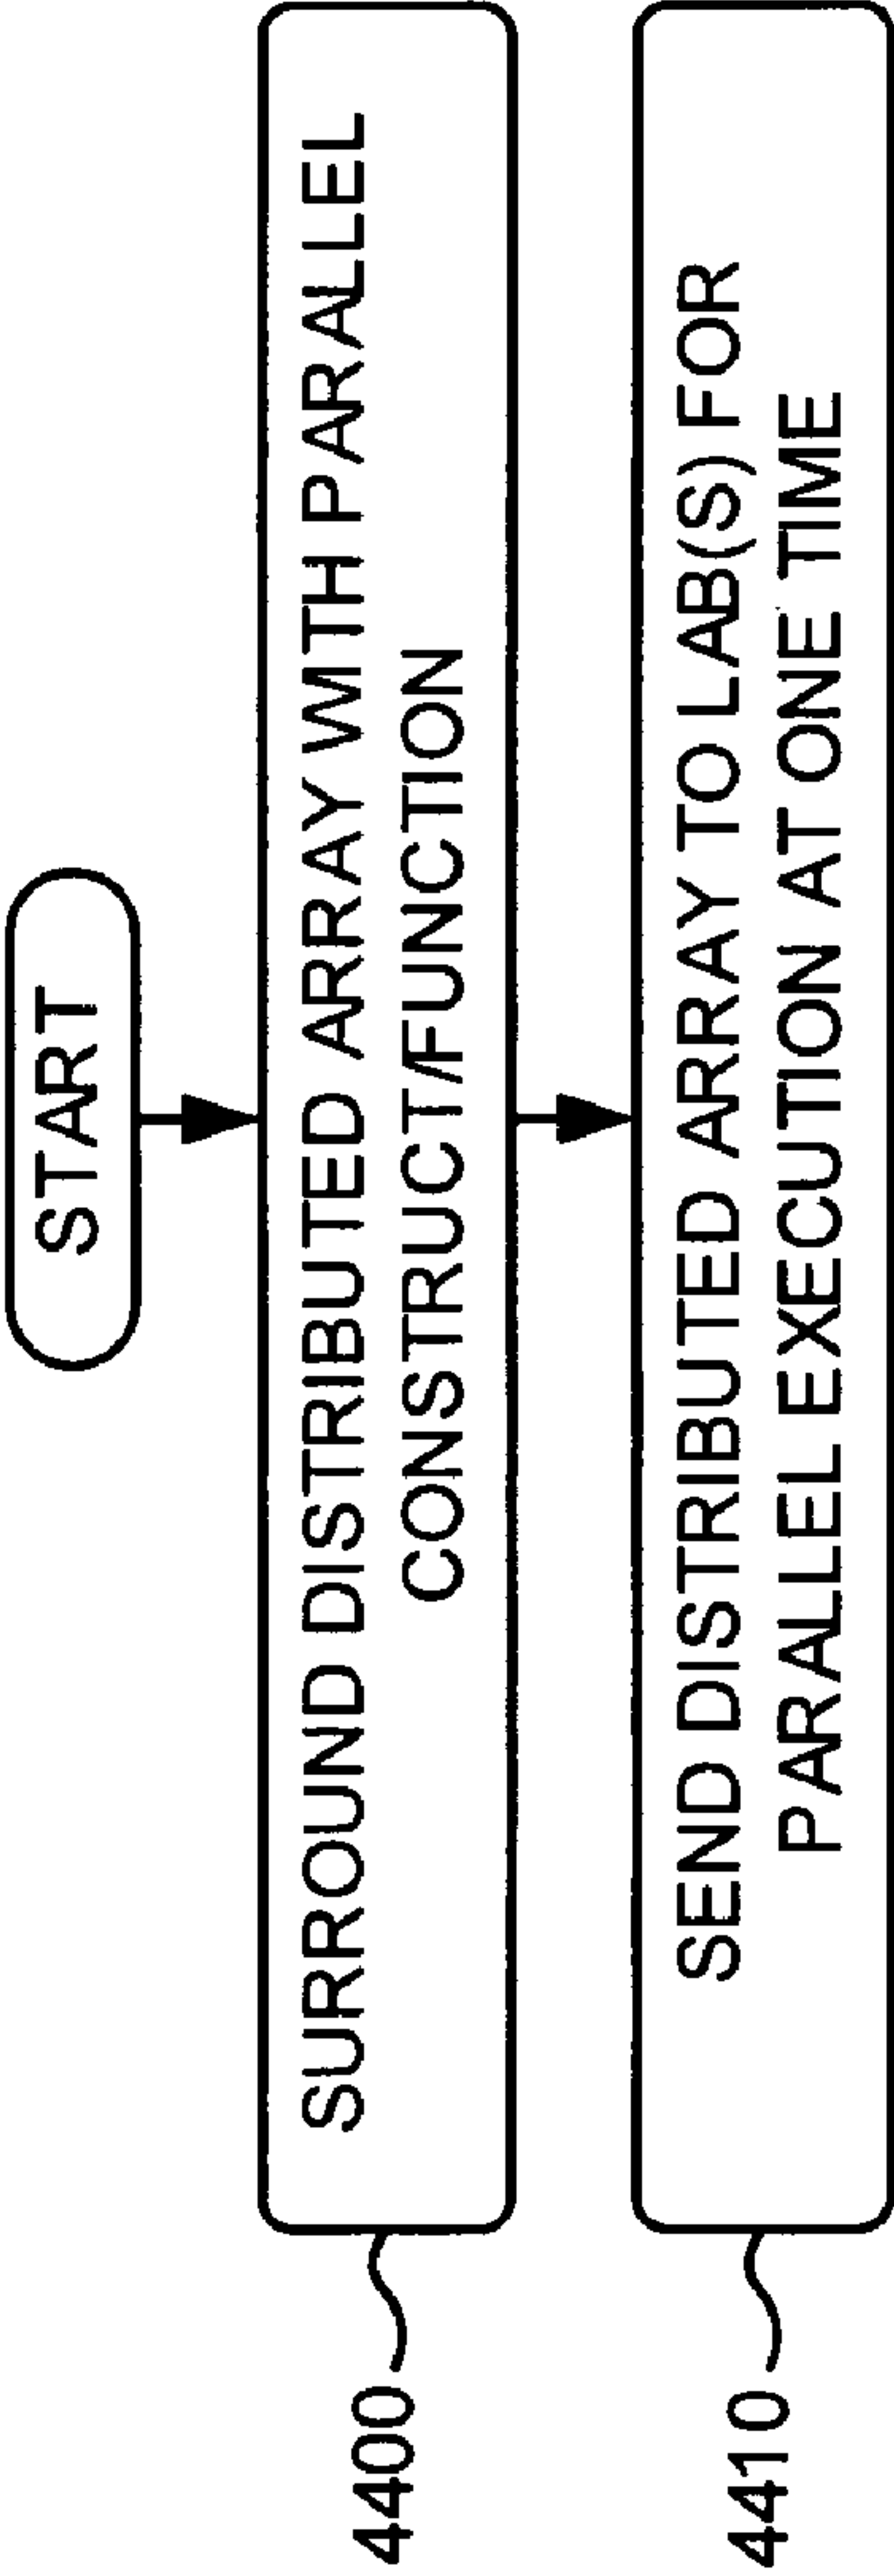 START
SURROUND DISTRIBUTED ARRAY WITH PARALLEL
CONSTRUCT/FUNCTION
4400
SEND DISTRIBUTED ARRAY TO LAB(S) FOR
PARALLEL EXECUTION AT ONE TIME
4410